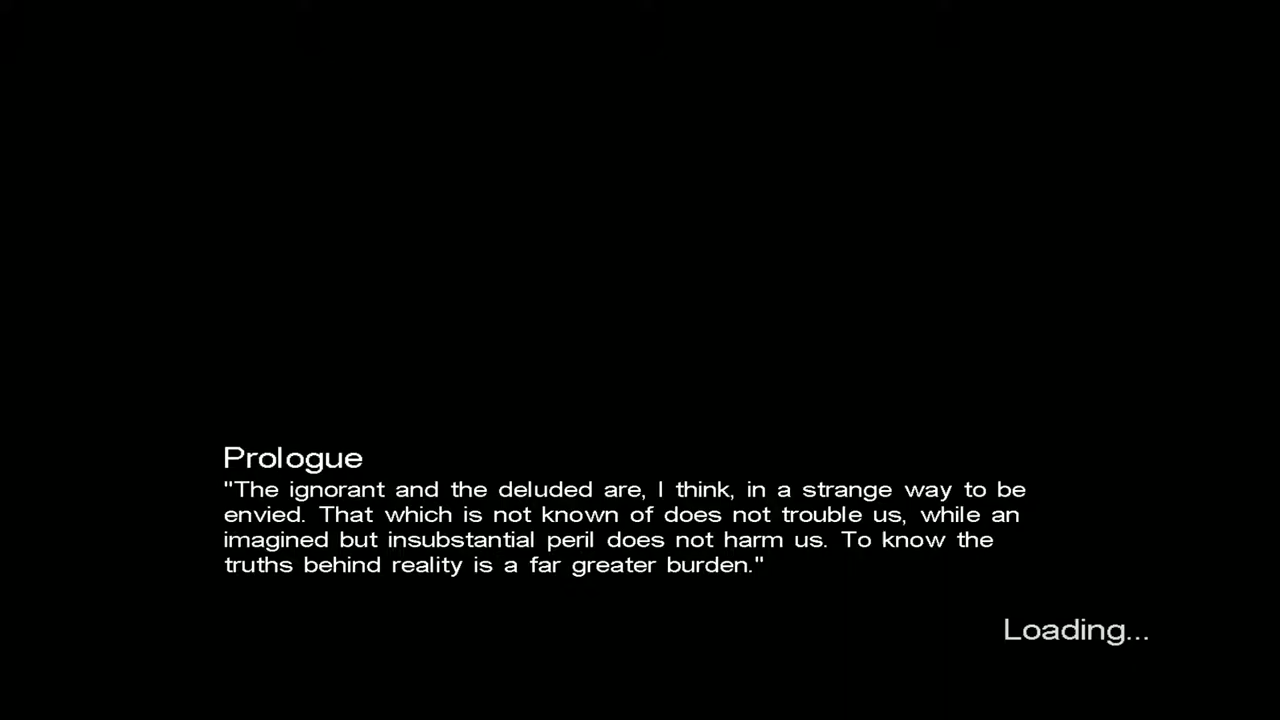 Prologue
"The ignorant and the deluded are, I think, in a strange way to be
envied. That which is not known of does not trouble us, while an
imagined but insubstantial peril does not harm us. To know the
truths behind reality is a far greater burden."
Loading...